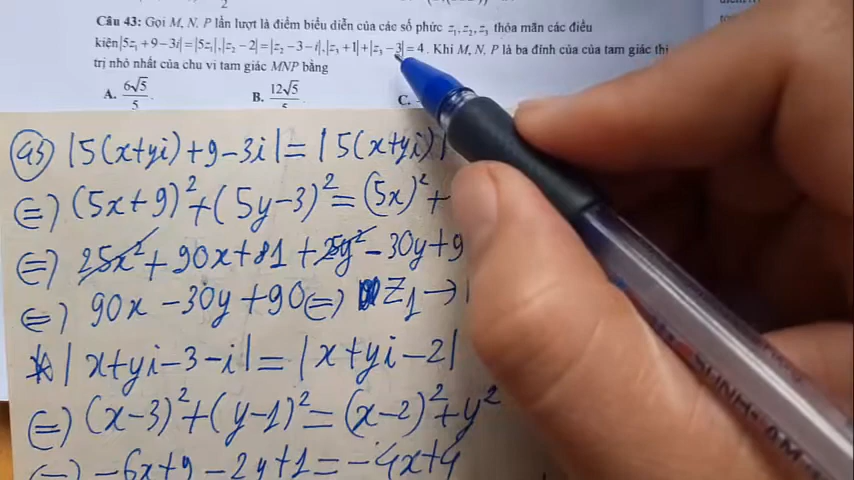 Câu 43: Gọi M, N, P lần lượt là điểm biểu diễn của các số phức z₁, z₂, z₃ thỏa mãn các điều
kiện |5z₁ + 9 − 3i| = |5z₁|, |z₂ − 2| = |z₂ − 3 − i|, |z₃ + 1| + |z₃ − 3| = 4. Khi M, N, P là ba đỉnh của của tam giác thì
trị nhỏ nhất của chu vi tam giác MNP bằng
A. 6√5/5. B. 12√5/5 C.
43 |5(x+yi)+9−3i| = |5(x+yi)|
⇔ (5x+9)² + (5y−3)² = (5x)² +
⇔ 25x² + 90x + 81 + 25y² − 30y + 9
⇔ 90x − 30y + 90 ⇔ Z₁ →
* |x+yi−3−i| = |x+yi−2|
⇔ (x−3)² + (y−1)² = (x−2)² + y²
⇔ −6x + 9 − 2y + 1 = −4x + 4